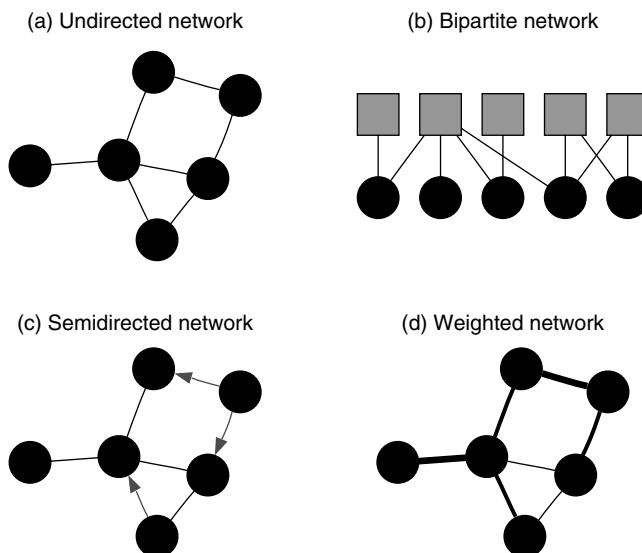 (a) Undirected network
(b) Bipartite network
(c) Semidirected network
(d) Weighted network